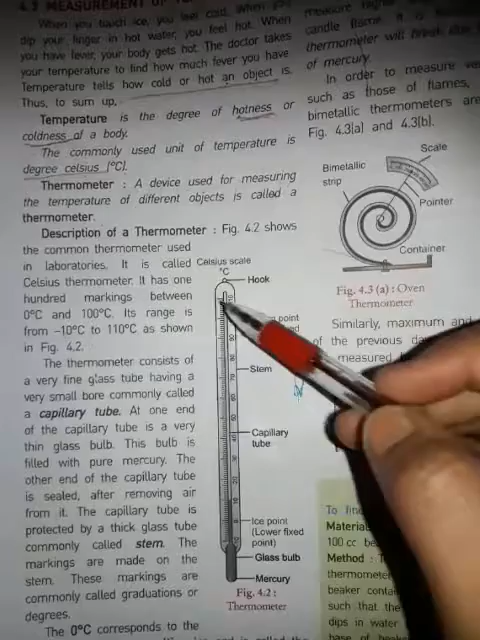 4.2 MEASUREMENT OF
When you touch ice, you feel cold. When you
dip your finger in hot water, you feel hot. When
you have fever, your body gets hot. The doctor takes
your temperature to find how much fever you have
Temperature tells how cold or hot an object is.
Thus, to sum up,
Temperature is the degree of hotness or
coldness of a body.
The commonly used unit of temperature is
degree celsius (°C).
Thermometer : A device used for measuring
the temperature of different objects is called a
thermometer.
Description of a Thermometer : Fig. 4.2 shows
the common thermometer used
in laboratories. It is called
Celsius thermometer. It has one
hundred markings between
0°C and 100°C. Its range is
from –10°C to 110°C as shown
in Fig. 4.2.
The thermometer consists of
a very fine glass tube having a
very small bore commonly called
a capillary tube. At one end
of the capillary tube is a very
thin glass bulb. This bulb is
filled with pure mercury. The
other end of the capillary tube
is sealed, after removing air
from it. The capillary tube is
protected by a thick glass tube
commonly called stem. The
markings are made on the
stem. These markings are
commonly called graduations or
degrees.
The 0°C corresponds to the
Celsius scale
°C
Hook
point
Stem
Capillary
tube
Ice point
(Lower fixed
point)
Glass bulb
Mercury
Fig. 4.2 :
Thermometer
measure
candle flame
thermometer will break
of mercury.
In order to measure
such as those of flames,
bimetallic thermometers are
Fig. 4.3(a) and 4.3(b).
Scale
Bimetallic
strip
Pointer
Container
Fig. 4.3 (a) : Oven
Thermometer
Similarly, maximum and
of the previous
measured
To
100 cc
Method :
thermometer
beaker
such that the
dips in water
base of